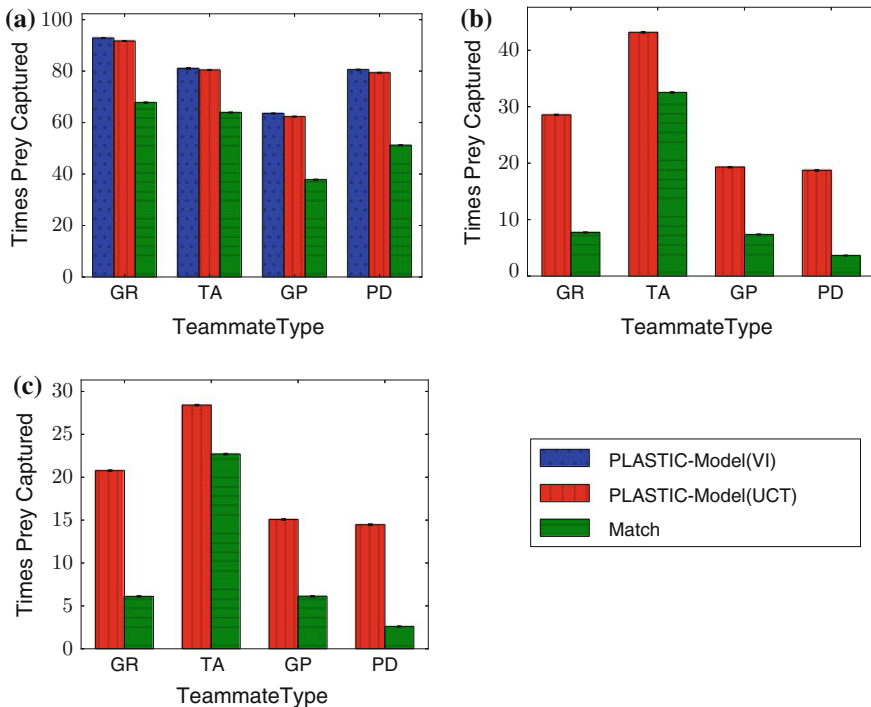 (a)
100
80
60
40
20
0
Times Prey Captured
GR TA GP PD
TeammateType
(b)
40
30
20
10
0
Times Prey Captured
GR TA GP PD
TeammateType
(c)
30
25
20
15
10
5
0
Times Prey Captured
GR TA GP PD
TeammateType
PLASTIC-Model(VI)
PLASTIC-Model(UCT)
Match